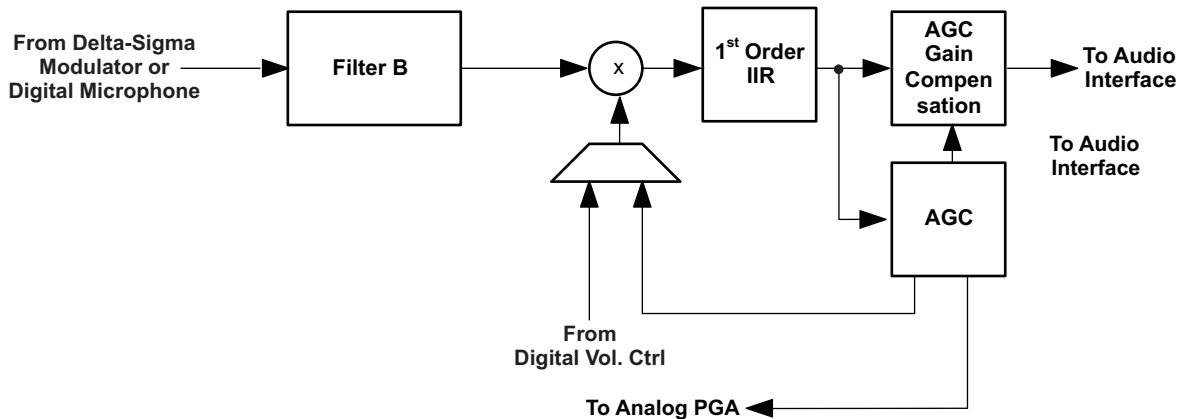 From Delta-Sigma
Modulator or
Digital Microphone
Filter B
x
1st Order
IIR
AGC
Gain
Compen
sation
To Audio
Interface
To Audio
Interface
AGC
From
Digital Vol. Ctrl
To Analog PGA